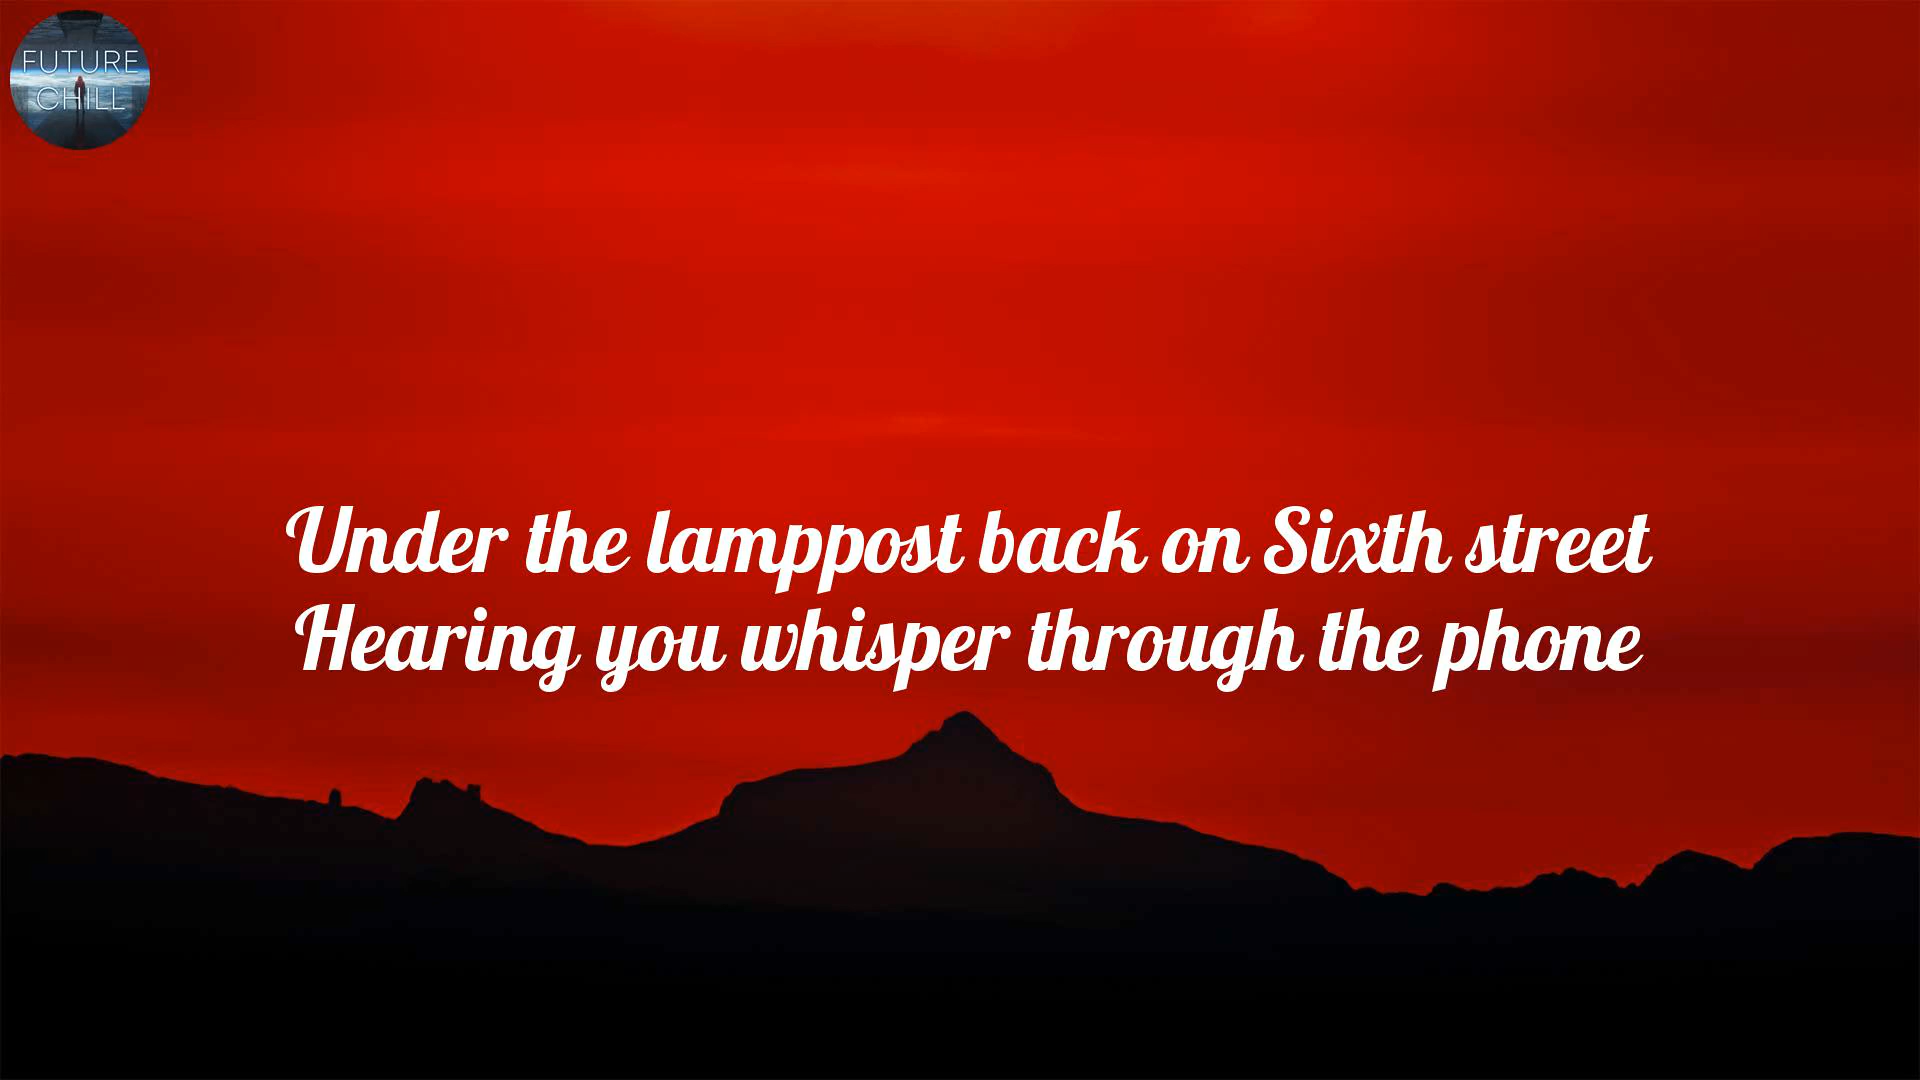 FUTURE
CHILL
Under the lamppost back on Sixth street
Hearing you whisper through the phone